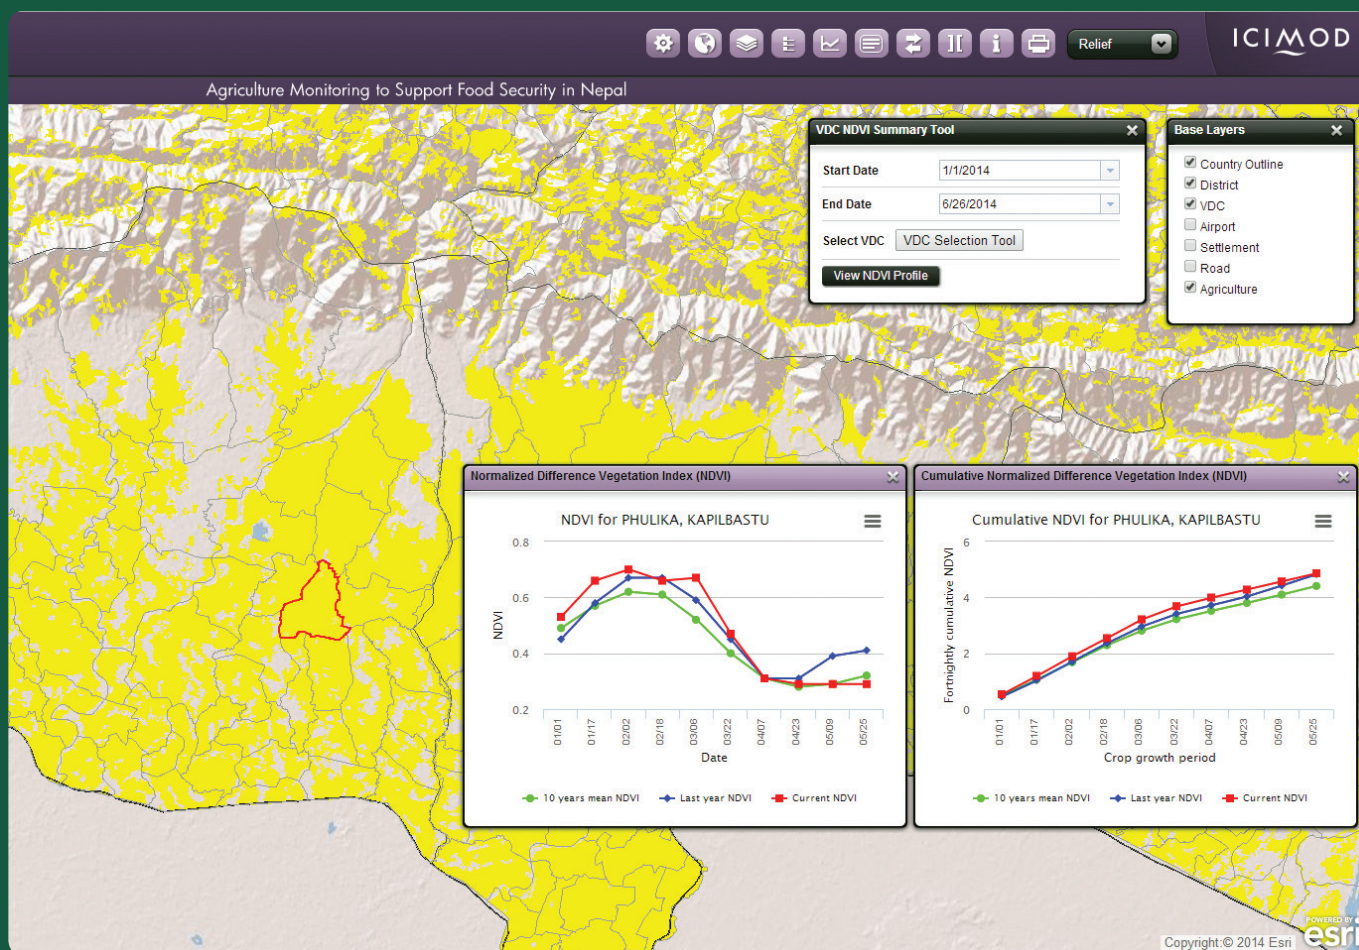 Relief
ICIMOD
Agriculture Monitoring to Support Food Security in Nepal
VDC NDVI Summary Tool
Start Date 1/1/2014
End Date 6/26/2014
Select VDC VDC Selection Tool
View NDVI Profile
Base Layers
Country Outline
District
VDC
Airport
Settlement
Road
Agriculture
Normalized Difference Vegetation Index (NDVI)
NDVI for PHULIKA, KAPILBASTU
NDVI
0.8
0.6
0.4
0.2
01/01 01/17 02/02 02/18 03/06 03/22 04/07 04/23 05/09 05/25
Date
10 years mean NDVI Last year NDVI Current NDVI
Cumulative Normalized Difference Vegetation Index (NDVI)
Cumulative NDVI for PHULIKA, KAPILBASTU
Fortnightly cumulative NDVI
6
4
2
0
01/01 01/17 02/02 02/18 03/06 03/22 04/07 04/23 05/09 05/25
Crop growth period
10 years mean NDVI Last year NDVI Current NDVI
POWERED BY
esri
Copyright:© 2014 Esri